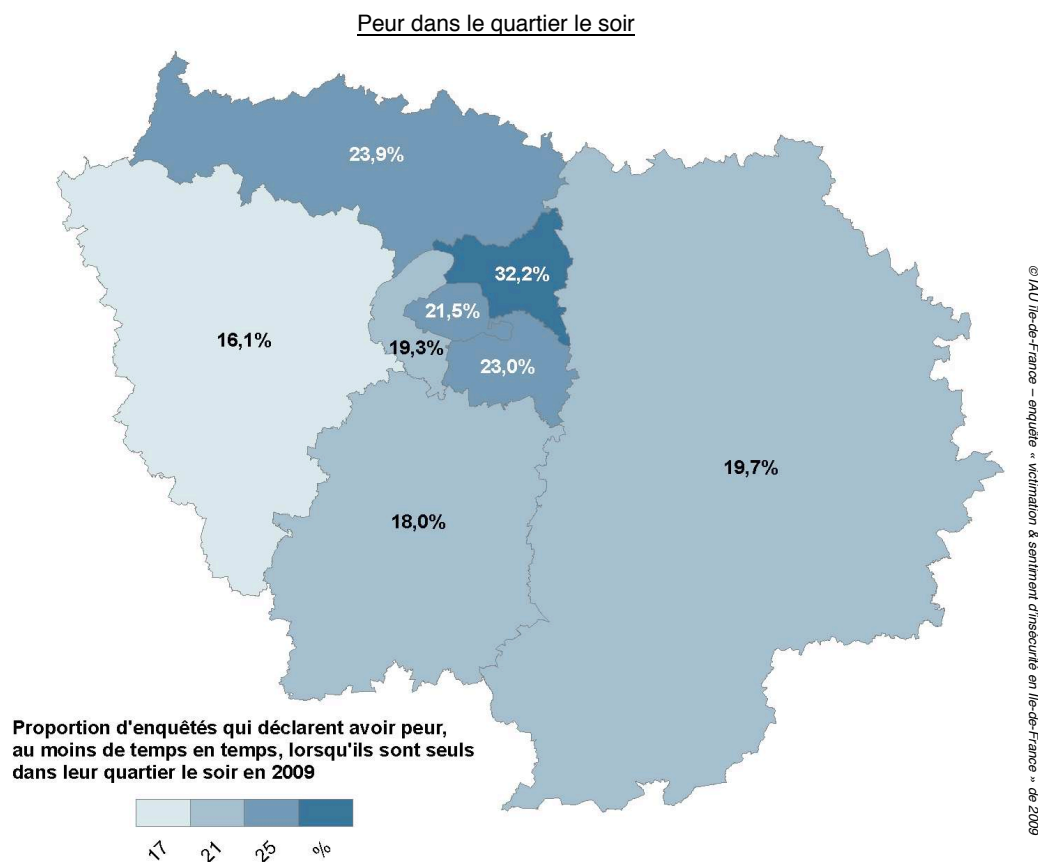 Peur dans le quartier le soir
23,9%
32,2%
21,5%
16,1%
19,3%
23,0%
19,7%
18,0%
Proportion d'enquêtés qui déclarent avoir peur,
au moins de temps en temps, lorsqu'ils sont seuls
dans leur quartier le soir en 2009
17
21
25
%
© IAU île-de-France – enquête « victimation & sentiment d'insécurité en Ile-de-France » de 2009